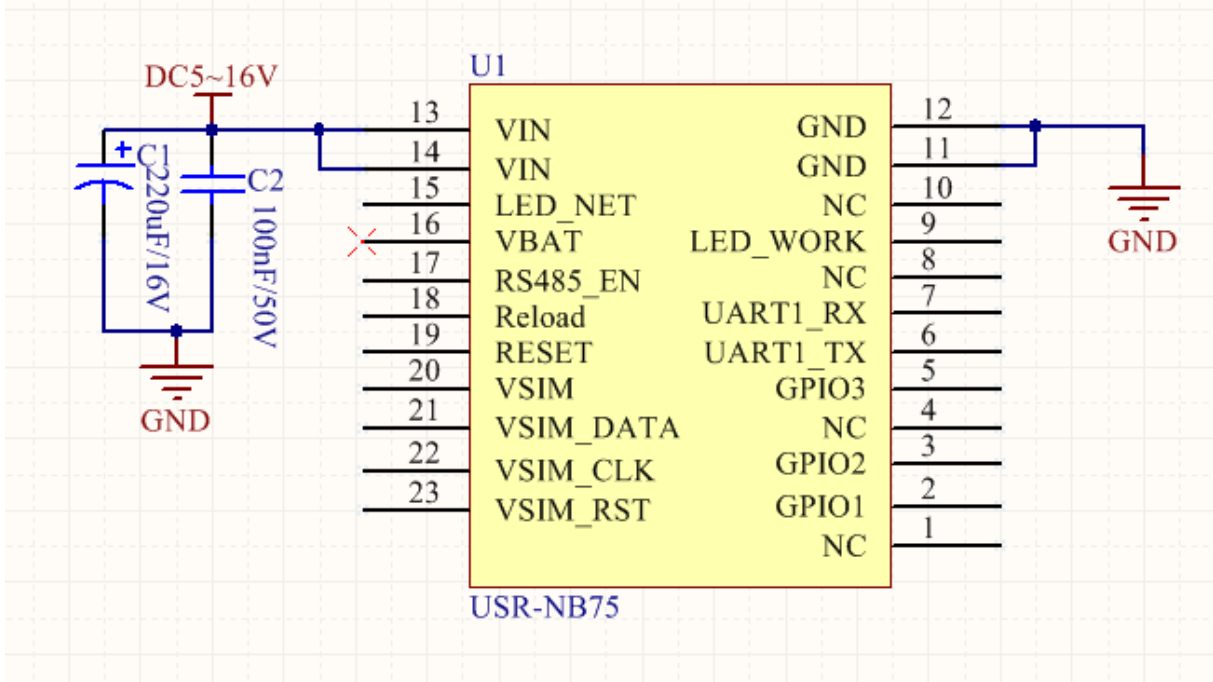 DC5~16V
+
C1
220uF/16V
C2
100nF/50V
GND
U1
13 VIN
14 VIN
15 LED_NET
16 VBAT
17 RS485_EN
18 Reload
19 RESET
20 VSIM
21 VSIM_DATA
22 VSIM_CLK
23 VSIM_RST
GND 12
GND 11
NC 10
LED_WORK 9
NC 8
UART1_RX 7
UART1_TX 6
GPIO3 5
NC 4
GPIO2 3
GPIO1 2
NC 1
USR-NB75
GND